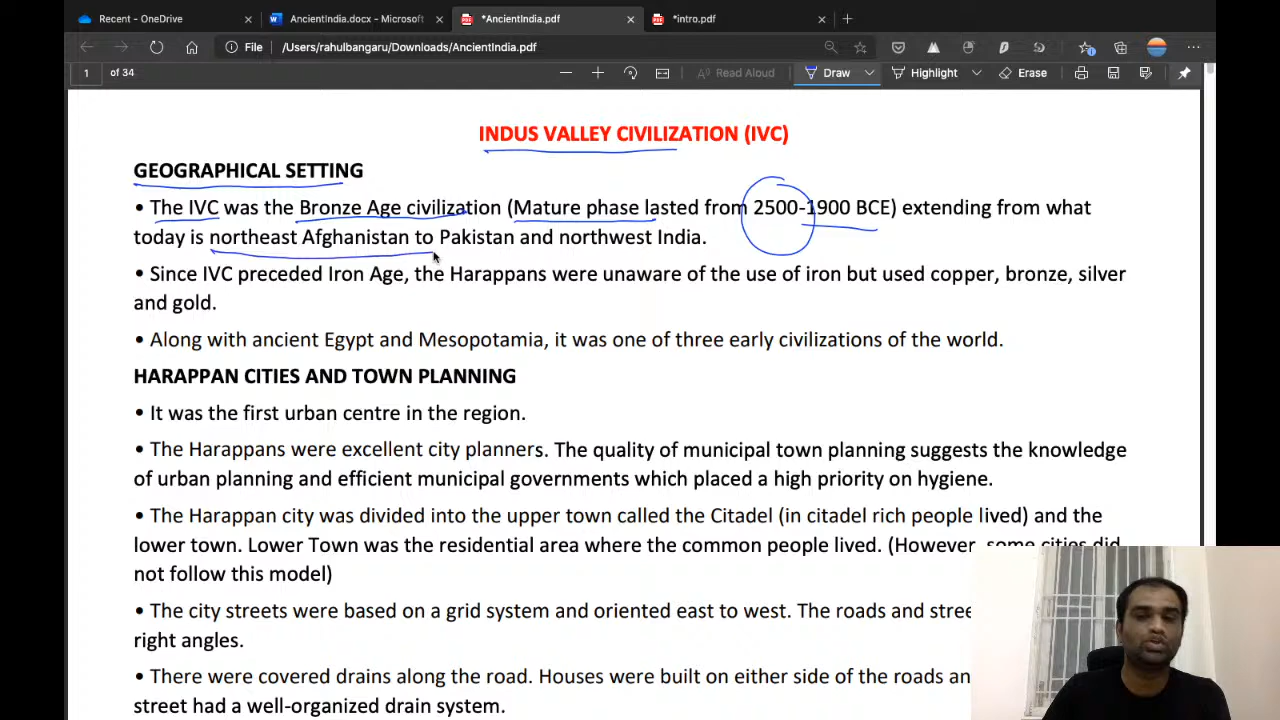 Recent - OneDrive
AncientIndia.docx - Microsoft
*AncientIndia.pdf
*intro.pdf
File
/Users/rahulbangaru/Downloads/AncientIndia.pdf
1 of 34
Read Aloud
Draw
Highlight
Erase
INDUS VALLEY CIVILIZATION (IVC)
GEOGRAPHICAL SETTING
• The IVC was the Bronze Age civilization (Mature phase lasted from 2500-1900 BCE) extending from what
today is northeast Afghanistan to Pakistan and northwest India.
• Since IVC preceded Iron Age, the Harappans were unaware of the use of iron but used copper, bronze, silver
and gold.
• Along with ancient Egypt and Mesopotamia, it was one of three early civilizations of the world.
HARAPPAN CITIES AND TOWN PLANNING
• It was the first urban centre in the region.
• The Harappans were excellent city planners. The quality of municipal town planning suggests the knowledge
of urban planning and efficient municipal governments which placed a high priority on hygiene.
• The Harappan city was divided into the upper town called the Citadel (in citadel rich people lived) and the
lower town. Lower Town was the residential area where the common people lived. (However, some cities did
not follow this model)
• The city streets were based on a grid system and oriented east to west. The roads and stree
right angles.
• There were covered drains along the road. Houses were built on either side of the roads an
street had a well-organized drain system.